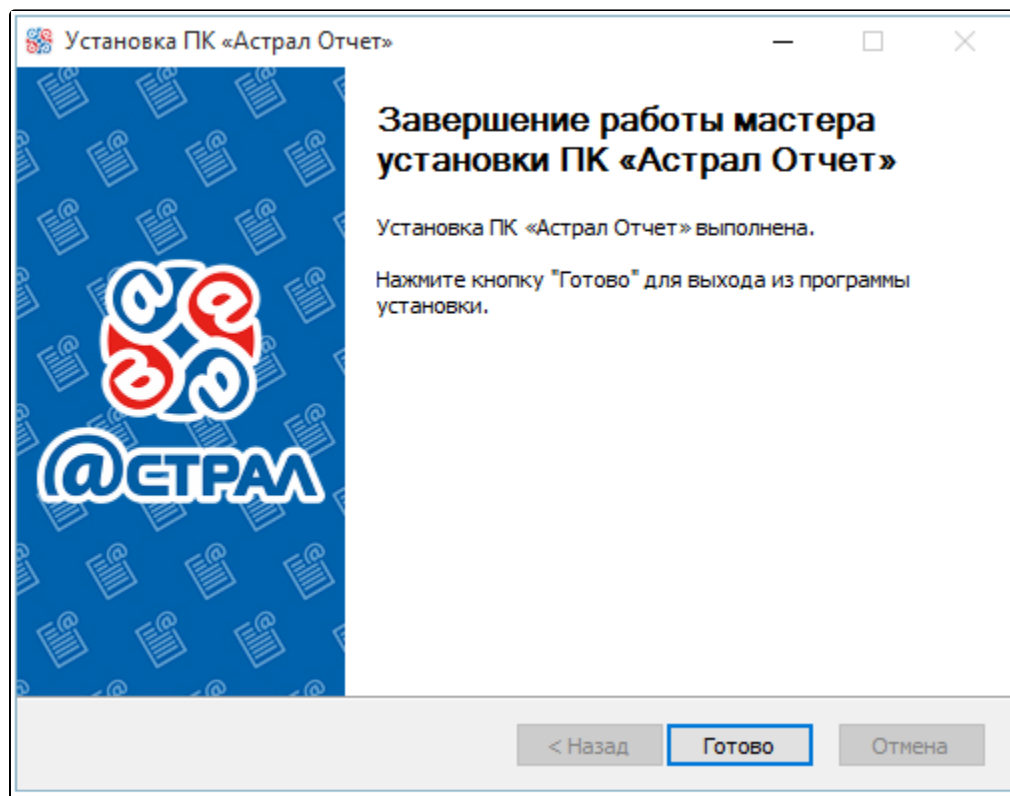 Установка ПК «Астрал Отчет»
Завершение работы мастера
установки ПК «Астрал Отчет»
Установка ПК «Астрал Отчет» выполнена.
Нажмите кнопку "Готово" для выхода из программы
установки.
@СТРАЛ
< Назад
Готово
Отмена